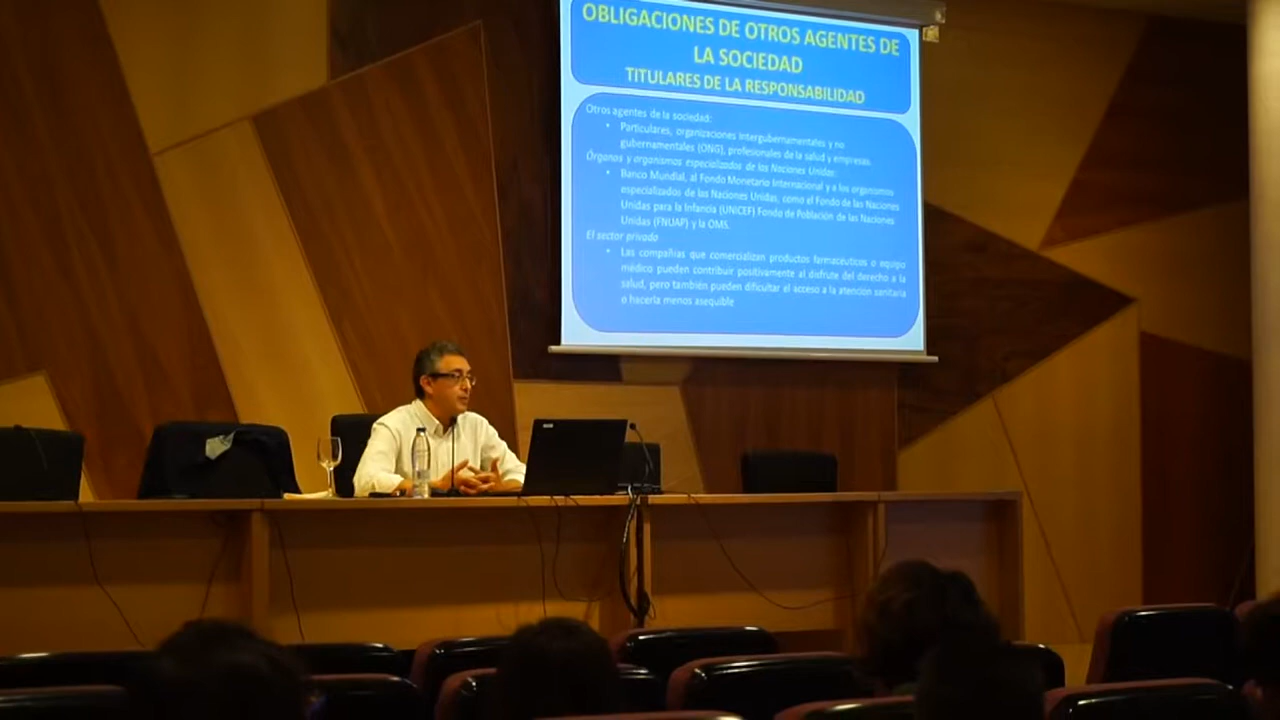 OBLIGACIONES DE OTROS AGENTES DE
LA SOCIEDAD
TITULARES DE LA RESPONSABILIDAD
Otros agentes de la sociedad:
• Particulares, organizaciones intergubernamentales y no
gubernamentales (ONG), profesionales de la salud y empresas.
Órganos y organismos especializados de las Naciones Unidas:
• Banco Mundial, al Fondo Monetario Internacional y a los organismos
especializados de las Naciones Unidas, como el Fondo de las Naciones
Unidas para la Infancia (UNICEF) Fondo de Población de las Naciones
Unidas (FNUAP) y la OMS.
El sector privado
• Las compañías que comercializan productos farmacéuticos o equipo
médico pueden contribuir positivamente al disfrute del derecho a la
salud, pero también pueden dificultar el acceso a la atención sanitaria
o hacerla menos asequible